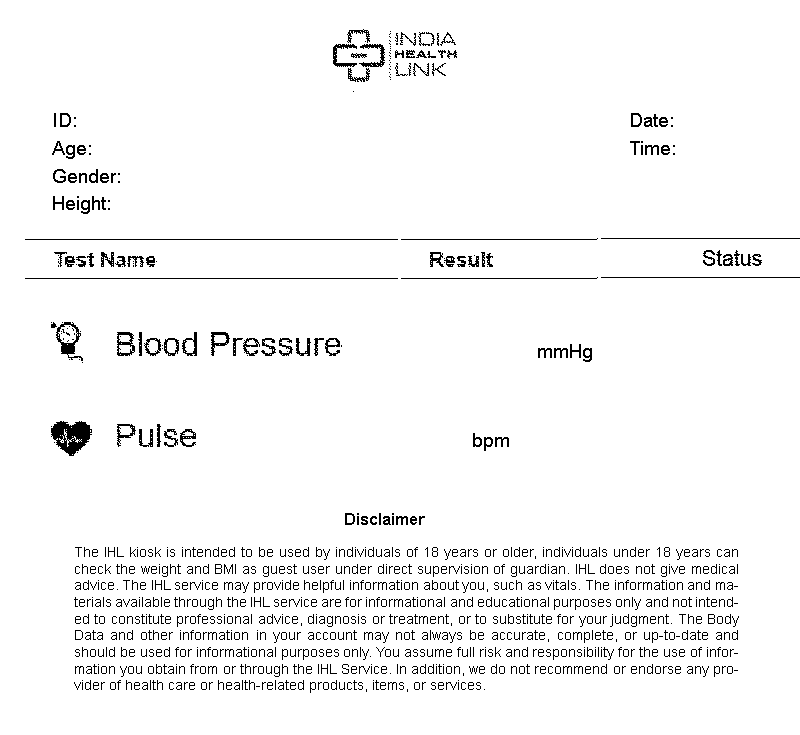 INDIA
HEALTH
LINK
ID:
Date:
Age:
Time:
Gender:
Height:
Test Name Result Status
Blood Pressure mmHg
Pulse bpm
Disclaimer
The IHL kiosk is intended to be used by individuals of 18 years or older, individuals under 18 years can
check the weight and BMI as guest user under direct supervision of guardian. IHL does not give medical
advice. The IHL service may provide helpful information about you, such as vitals. The information and ma-
terials available through the IHL service are for informational and educational purposes only and not intend-
ed to constitute professional advice, diagnosis or treatment, or to substitute for your judgment. The Body
Data and other information in your account may not always be accurate, complete, or up-to-date and
should be used for informational purposes only. You assume full risk and responsibility for the use of infor-
mation you obtain from or through the IHL Service. In addition, we do not recommend or endorse any pro-
vider of health care or health-related products, items, or services.